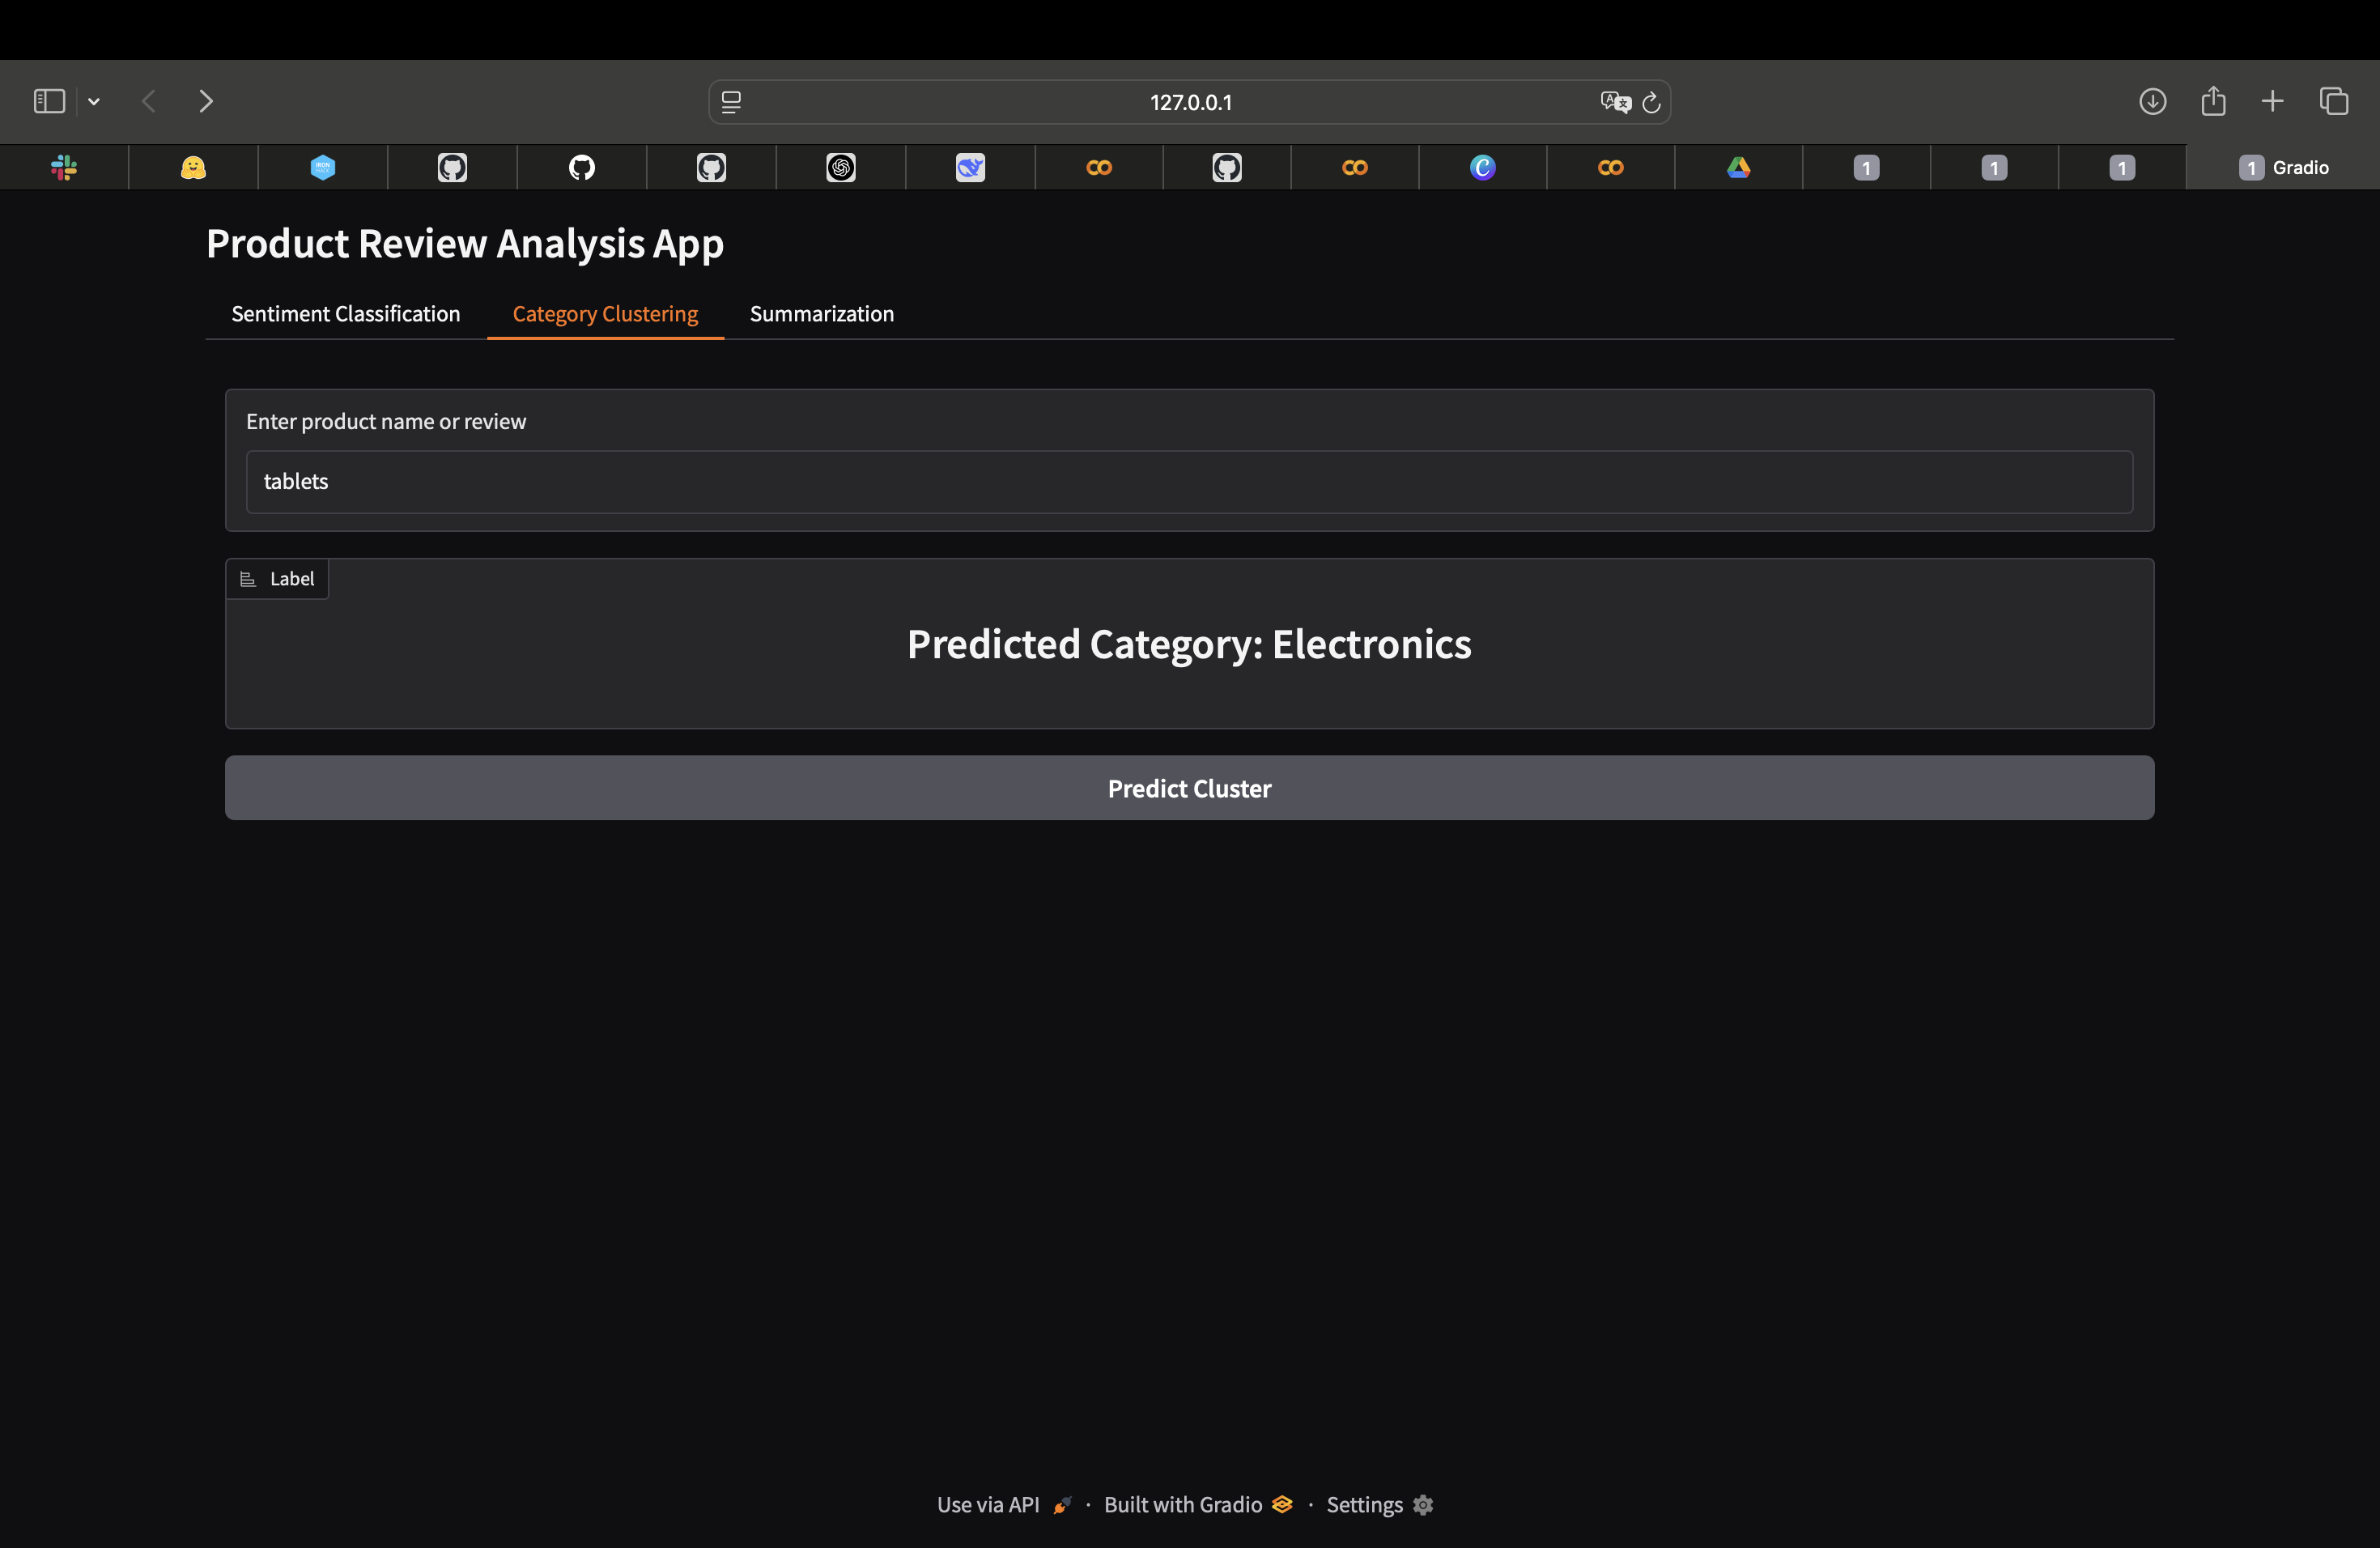 127.0.0.1
1
1
1
1 Gradio
Product Review Analysis App
Sentiment Classification Category Clustering Summarization
Enter product name or review
tablets
Label
Predicted Category: Electronics
Predict Cluster
Use via API · Built with Gradio · Settings